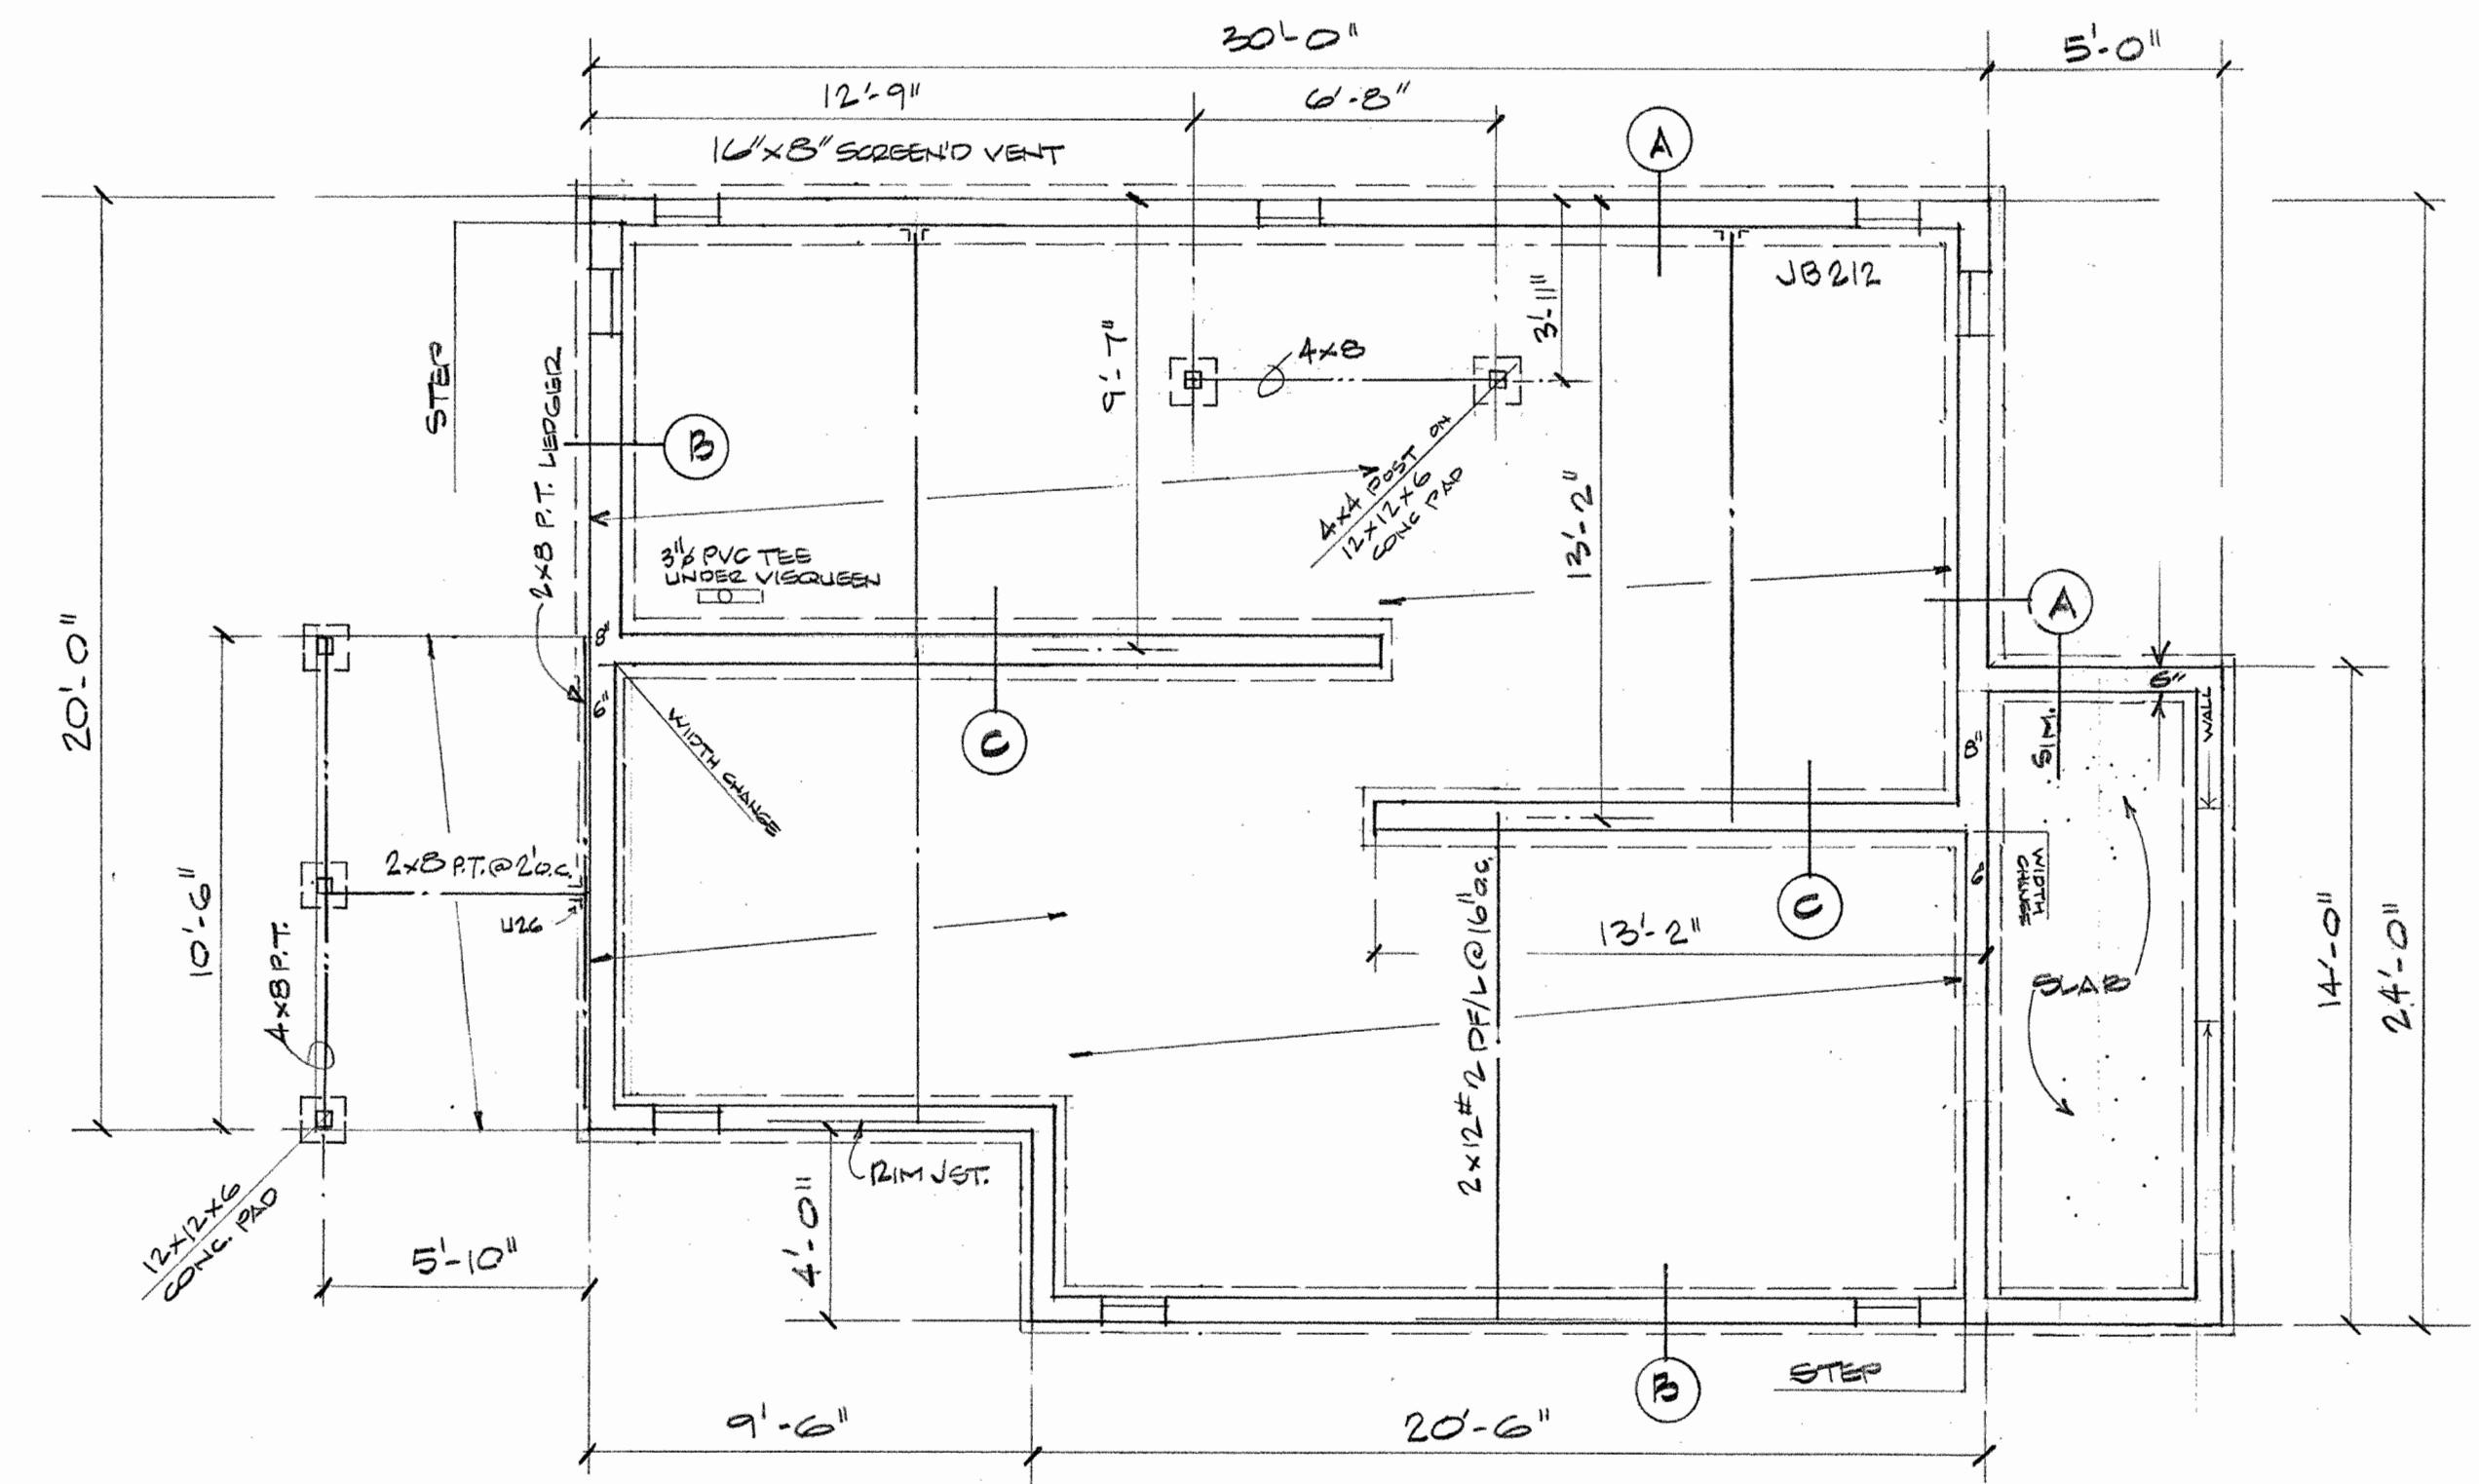 30'-0"
5'-0"
12'-9"
6'-8"
16"x8" SCREEN'D VENT
A
JB212
STEP
2x8 P.T. LEDGER
B
9'-7"
4x8
3'-11"
4x4 POST ON
12x12x6
CONC PAD
13'-2"
3"ø PVC TEE
UNDER VISQUEEN
A
SIM.
6"
WALL
20'-0"
10'-6"
8"
6"
WIDTH CHANGE
C
8"
2x8 P.T.@2'o.c.
U26
4x8 P.T.
2x12 #2 DF/L @16"o.c.
C
6"
WIDTH
CHANGE
13'-2"
SLAB
14'-0"
24'-0"
RIM JST.
4'-0"
12x12x6
CONC. PAD
5'-10"
B
STEP
9'-6"
20'-6"